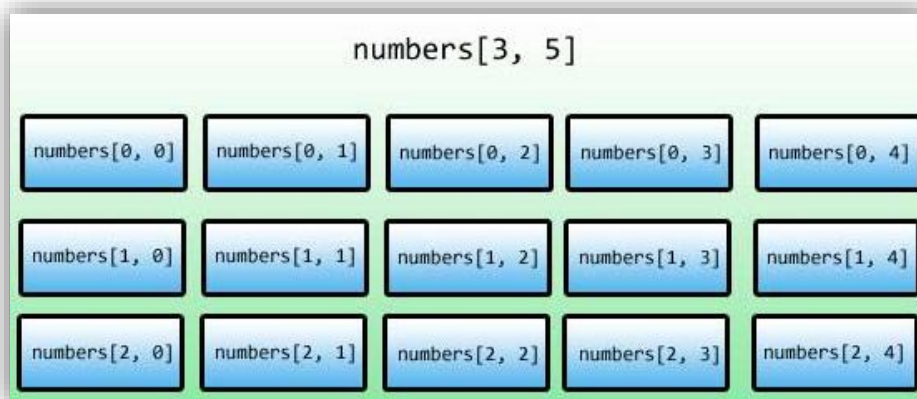 numbers[3, 5]
numbers[0, 0] numbers[0, 1] numbers[0, 2] numbers[0, 3] numbers[0, 4]
numbers[1, 0] numbers[1, 1] numbers[1, 2] numbers[1, 3] numbers[1, 4]
numbers[2, 0] numbers[2, 1] numbers[2, 2] numbers[2, 3] numbers[2, 4]